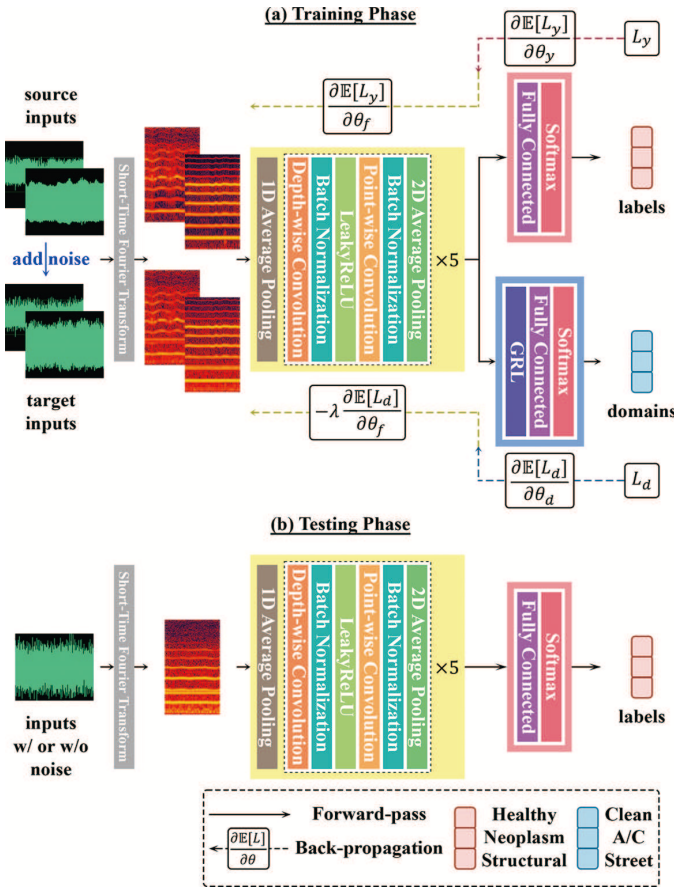 (a) Training Phase
∂𝔼[L_y]
∂θ_y
L_y
∂𝔼[L_y]
∂θ_f
source
inputs
add noise
target
inputs
Short-Time Fourier Transform
1D Average Pooling
Depth-wise Convolution
Batch Normalization
LeakyReLU
Point-wise Convolution
Batch Normalization
2D Average Pooling
×5
Fully Connected
Softmax
labels
GRL
Fully Connected
Softmax
domains
−λ ∂𝔼[L_d]
∂θ_f
∂𝔼[L_d]
∂θ_d
L_d
(b) Testing Phase
inputs
w/ or w/o
noise
Short-Time Fourier Transform
1D Average Pooling
Depth-wise Convolution
Batch Normalization
LeakyReLU
Point-wise Convolution
Batch Normalization
2D Average Pooling
×5
Fully Connected
Softmax
labels
Forward-pass
∂𝔼[L]
∂θ
Back-propagation
Healthy
Neoplasm
Structural
Clean
A/C
Street